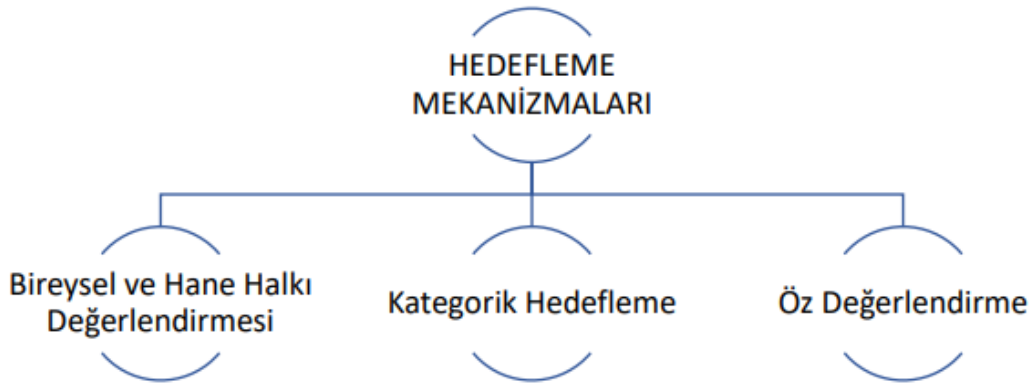 HEDEFLEME
MEKANİZMALARI
Bireysel ve Hane Halkı
Değerlendirmesi
Kategorik Hedefleme
Öz Değerlendirme